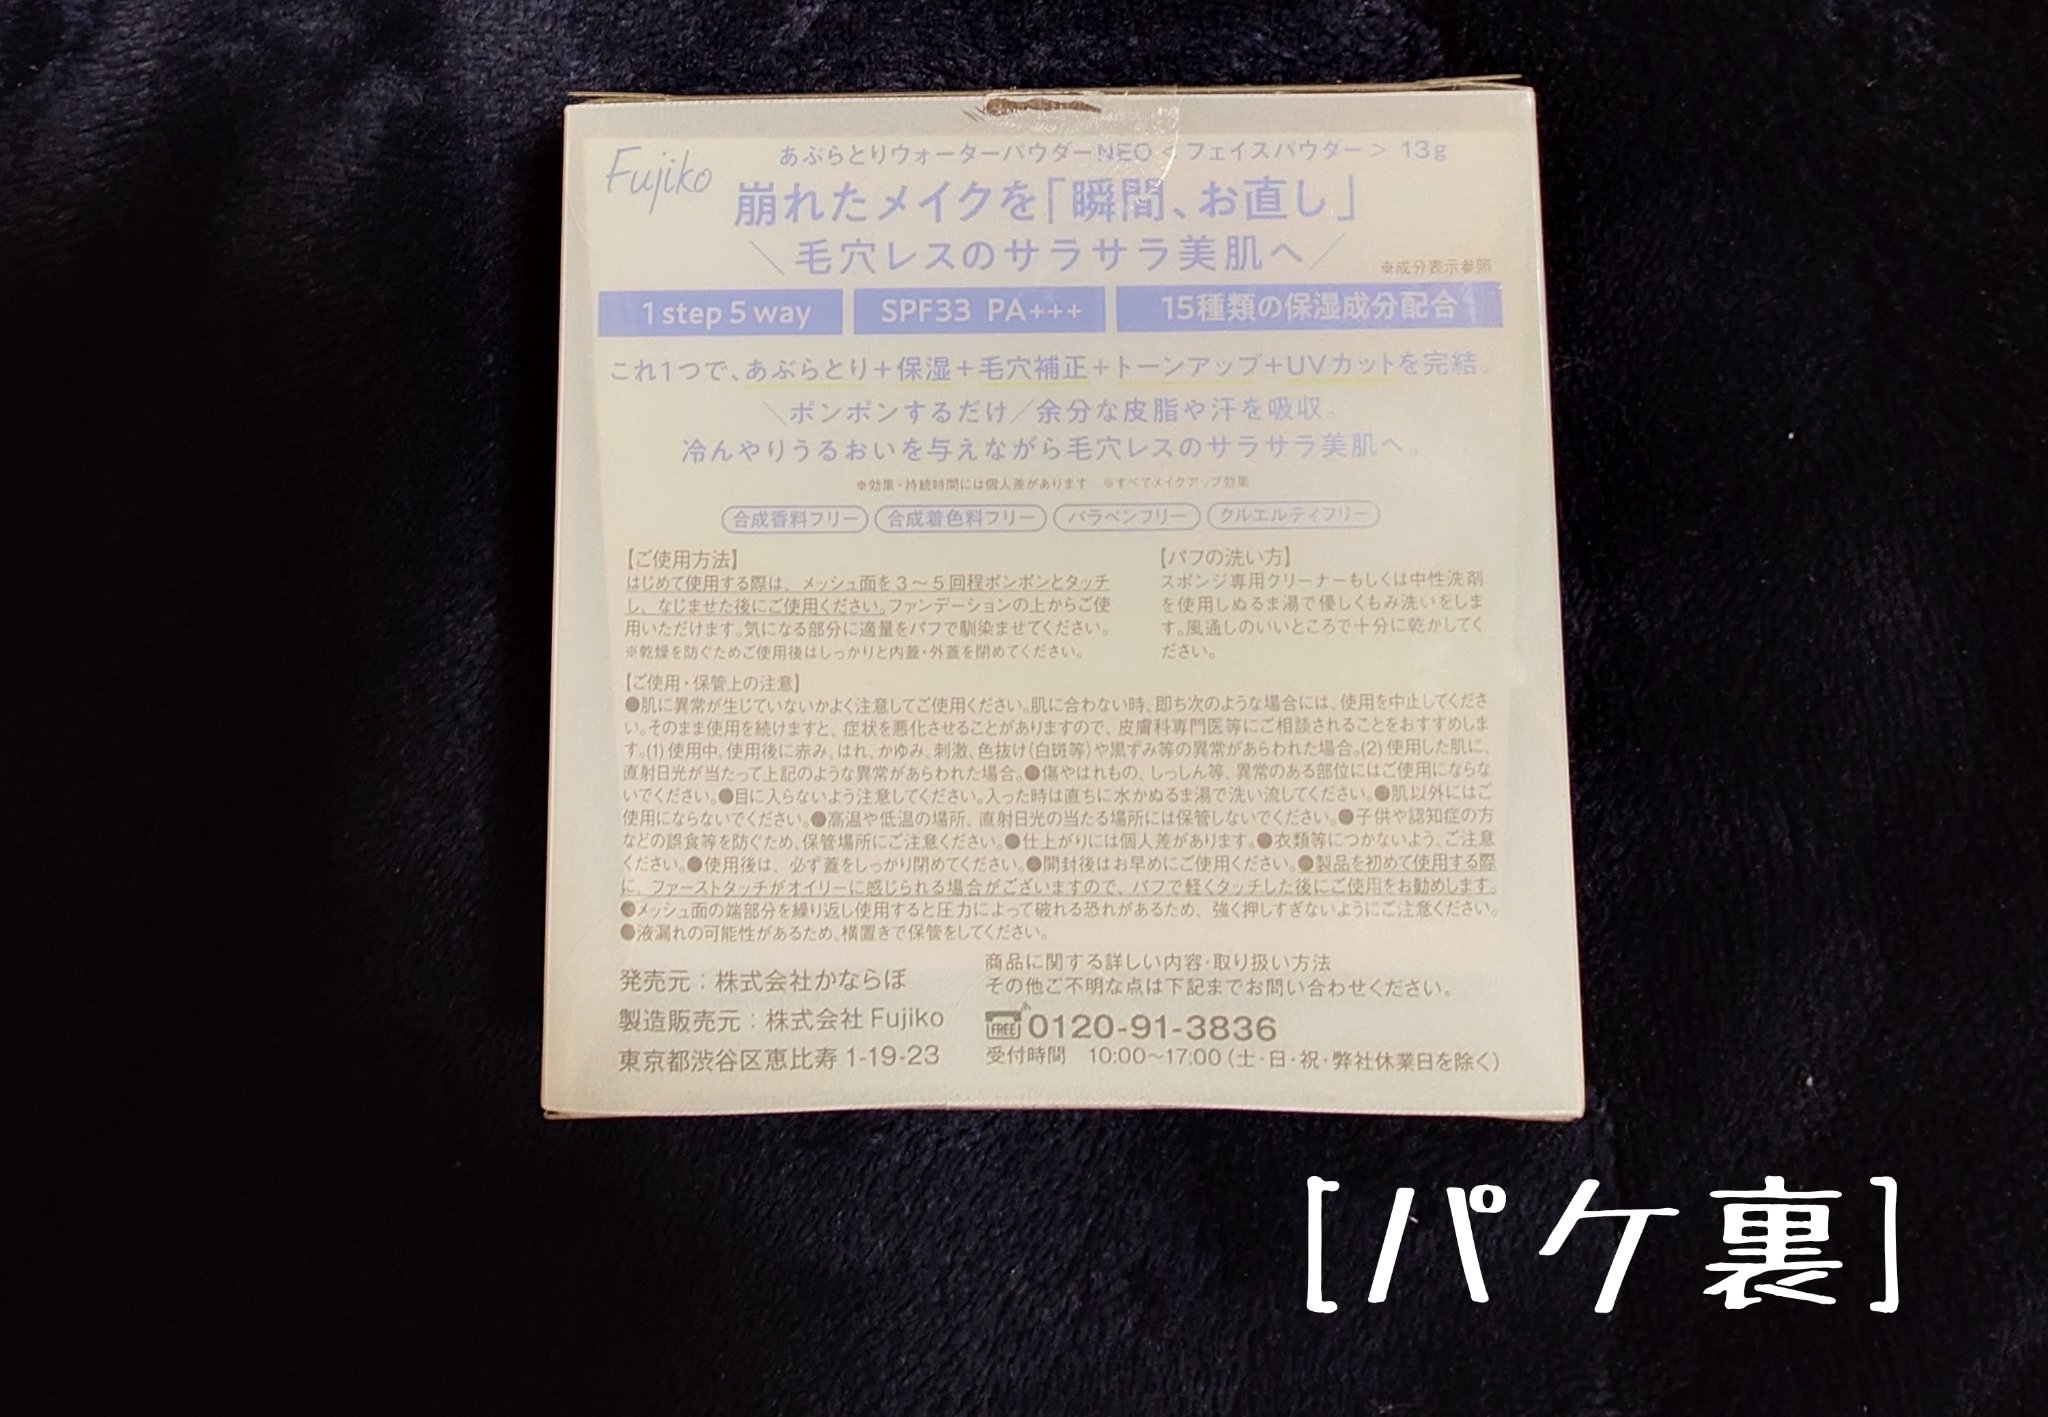 Fujiko
あぶらとりウォーターパウダーNEO < フェイスパウダー > 13g
崩れたメイクを「瞬間、お直し」
＼毛穴レスのサラサラ美肌へ／
※成分表示参照
1 step 5 way
SPF33 PA+++
15種類の保湿成分配合
これ1つで、あぶらとり+保湿+毛穴補正+トーンアップ+UVカットを完結。
＼ポンポンするだけ／余分な皮脂や汗を吸収。
冷んやりうるおいを与えながら毛穴レスのサラサラ美肌へ。
※効果・持続時間には個人差があります ※すべてメイクアップ効果
合成香料フリー 合成着色料フリー パラベンフリー クルエルティフリー
【ご使用方法】
はじめて使用する際は、メッシュ面を3〜5回程ポンポンとタッチ
し、なじませた後にご使用ください。ファンデーションの上からご使
用いただけます。気になる部分に適量をパフで馴染ませてください。
※乾燥を防ぐためご使用後はしっかりと内蓋・外蓋を閉めてください。
【パフの洗い方】
スポンジ専用クリーナーもしくは中性洗剤
を使用しぬるま湯で優しくもみ洗いをしま
す。風通しのいいところで十分に乾かしてく
ださい。
【ご使用・保管上の注意】
●肌に異常が生じていないかよく注意してご使用ください。肌に合わない時、即ち次のような場合には、使用を中止してくださ
い。そのまま使用を続けますと、症状を悪化させることがありますので、皮膚科専門医等にご相談されることをおすすめしま
す。(1) 使用中、使用後に赤み、はれ、かゆみ、刺激、色抜け(白斑等)や黒ずみ等の異常があらわれた場合。(2) 使用した肌に、
直射日光が当たって上記のような異常があらわれた場合。●傷やはれもの、しっしん等、異常のある部位にはご使用にならな
いでください。●目に入らないよう注意してください。入った時は直ちに水かぬるま湯で洗い流してください。●肌以外にはご
使用にならないでください。●高温や低温の場所、直射日光の当たる場所には保管しないでください。●子供や認知症の方
などの誤食等を防ぐため、保管場所にご注意ください。●仕上がりには個人差があります。●衣類等につかないよう、ご注意
ください。●使用後は、必ず蓋をしっかり閉めてください。●開封後はお早めにご使用ください。●製品を初めて使用する際
に、ファーストタッチがオイリーに感じられる場合がございますので、パフで軽くタッチした後にご使用をお勧めします。
●メッシュ面の端部分を繰り返し使用すると圧力によって破れる恐れがあるため、強く押しすぎないようにご注意ください。
●液漏れの可能性があるため、横置きで保管をしてください。
発売元：株式会社かならぼ
製造販売元：株式会社 Fujiko
東京都渋谷区恵比寿 1-19-23
商品に関する詳しい内容・取り扱い方法
その他ご不明な点は下記までお問い合わせください。
FREE 0120-91-3836
受付時間 10:00〜17:00 (土・日・祝・弊社休業日を除く)
[パケ裏]